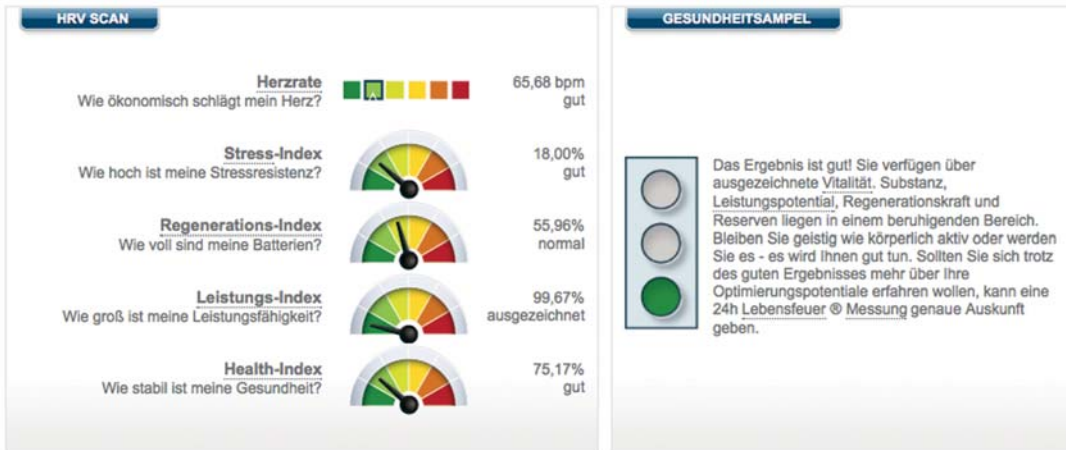 HRV SCAN
Herzrate
Wie ökonomisch schlägt mein Herz?
65,68 bpm
gut
Stress-Index
Wie hoch ist meine Stressresistenz?
18,00%
gut
Regenerations-Index
Wie voll sind meine Batterien?
55,96%
normal
Leistungs-Index
Wie groß ist meine Leistungsfähigkeit?
99,67%
ausgezeichnet
Health-Index
Wie stabil ist meine Gesundheit?
75,17%
gut
GESUNDHEITSAMPEL
Das Ergebnis ist gut! Sie verfügen über
ausgezeichnete Vitalität. Substanz,
Leistungspotential, Regenerationskraft und
Reserven liegen in einem beruhigenden Bereich.
Bleiben Sie geistig wie körperlich aktiv oder werden
Sie es - es wird Ihnen gut tun. Sollten Sie sich trotz
des guten Ergebnisses mehr über Ihre
Optimierungspotentiale erfahren wollen, kann eine
24h Lebensfeuer ® Messung genaue Auskunft
geben.